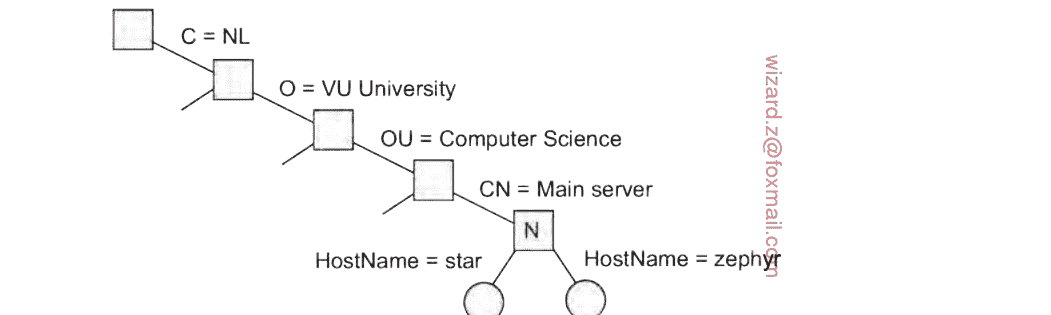 C = NL
O = VU University
OU = Computer Science
CN = Main server
N
HostName = star
HostName = zephyr
wizard.z@foxmail.com